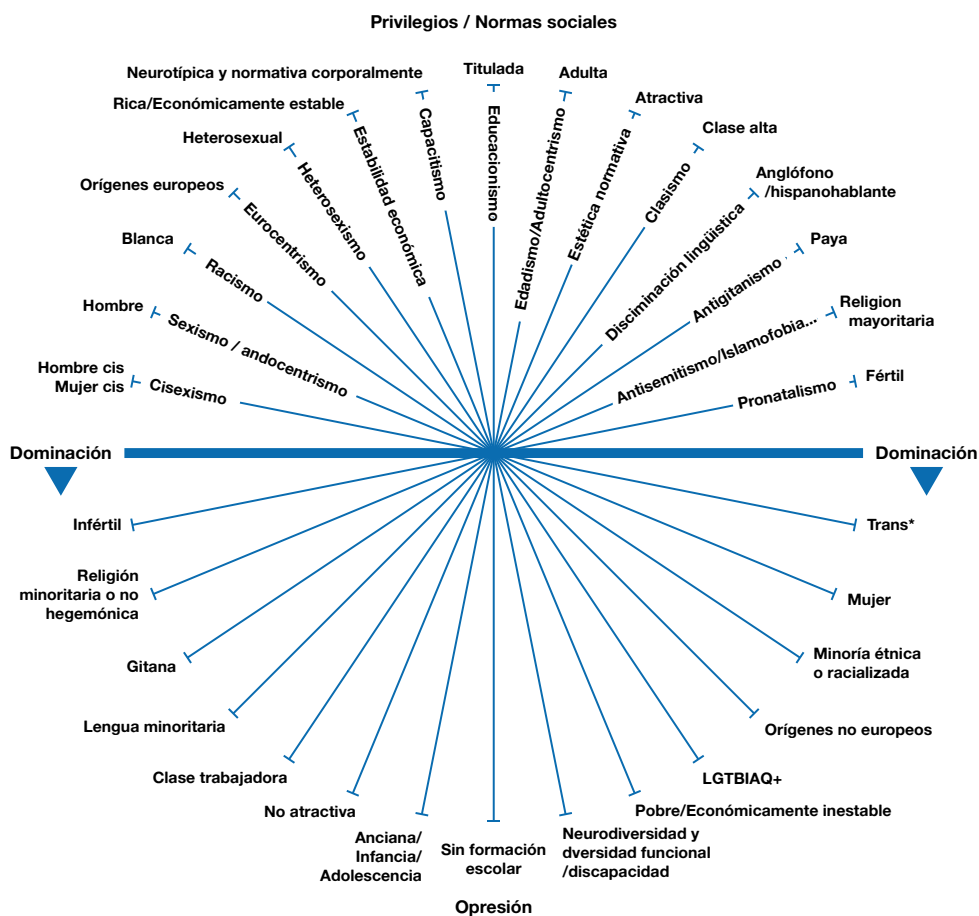 Privilegios / Normas sociales
Titulada
Neurotípica y normativa corporalmente
Adulta
Rica/Económicamente estable
Atractiva
Heterosexual
Clase alta
Orígenes europeos
Anglófono
/hispanohablante
Blanca
Paya
Hombre
Religion
mayoritaria
Hombre cis
Mujer cis
Fértil
Cisexismo
Sexismo / andocentrismo
Racismo
Eurocentrismo
Heterosexismo
Estabilidad económica
Capacitismo
Educacionismo
Edadismo/Adultocentrismo
Estética normativa
Clasismo
Disciminación lingüistica
Antigitanismo
Antisemitismo/Islamofobia...
Pronatalismo
Dominación
Dominación
Infértil
Trans*
Religión
minoritaria o no
hegemónica
Mujer
Gitana
Minoría étnica
o racializada
Lengua minoritaria
Orígenes no europeos
Clase trabajadora
LGTBIAQ+
No atractiva
Pobre/Económicamente inestable
Anciana/
Infancia/
Adolescencia
Sin formación
escolar
Neurodiversidad y
dversidad funcional
/discapacidad
Opresión